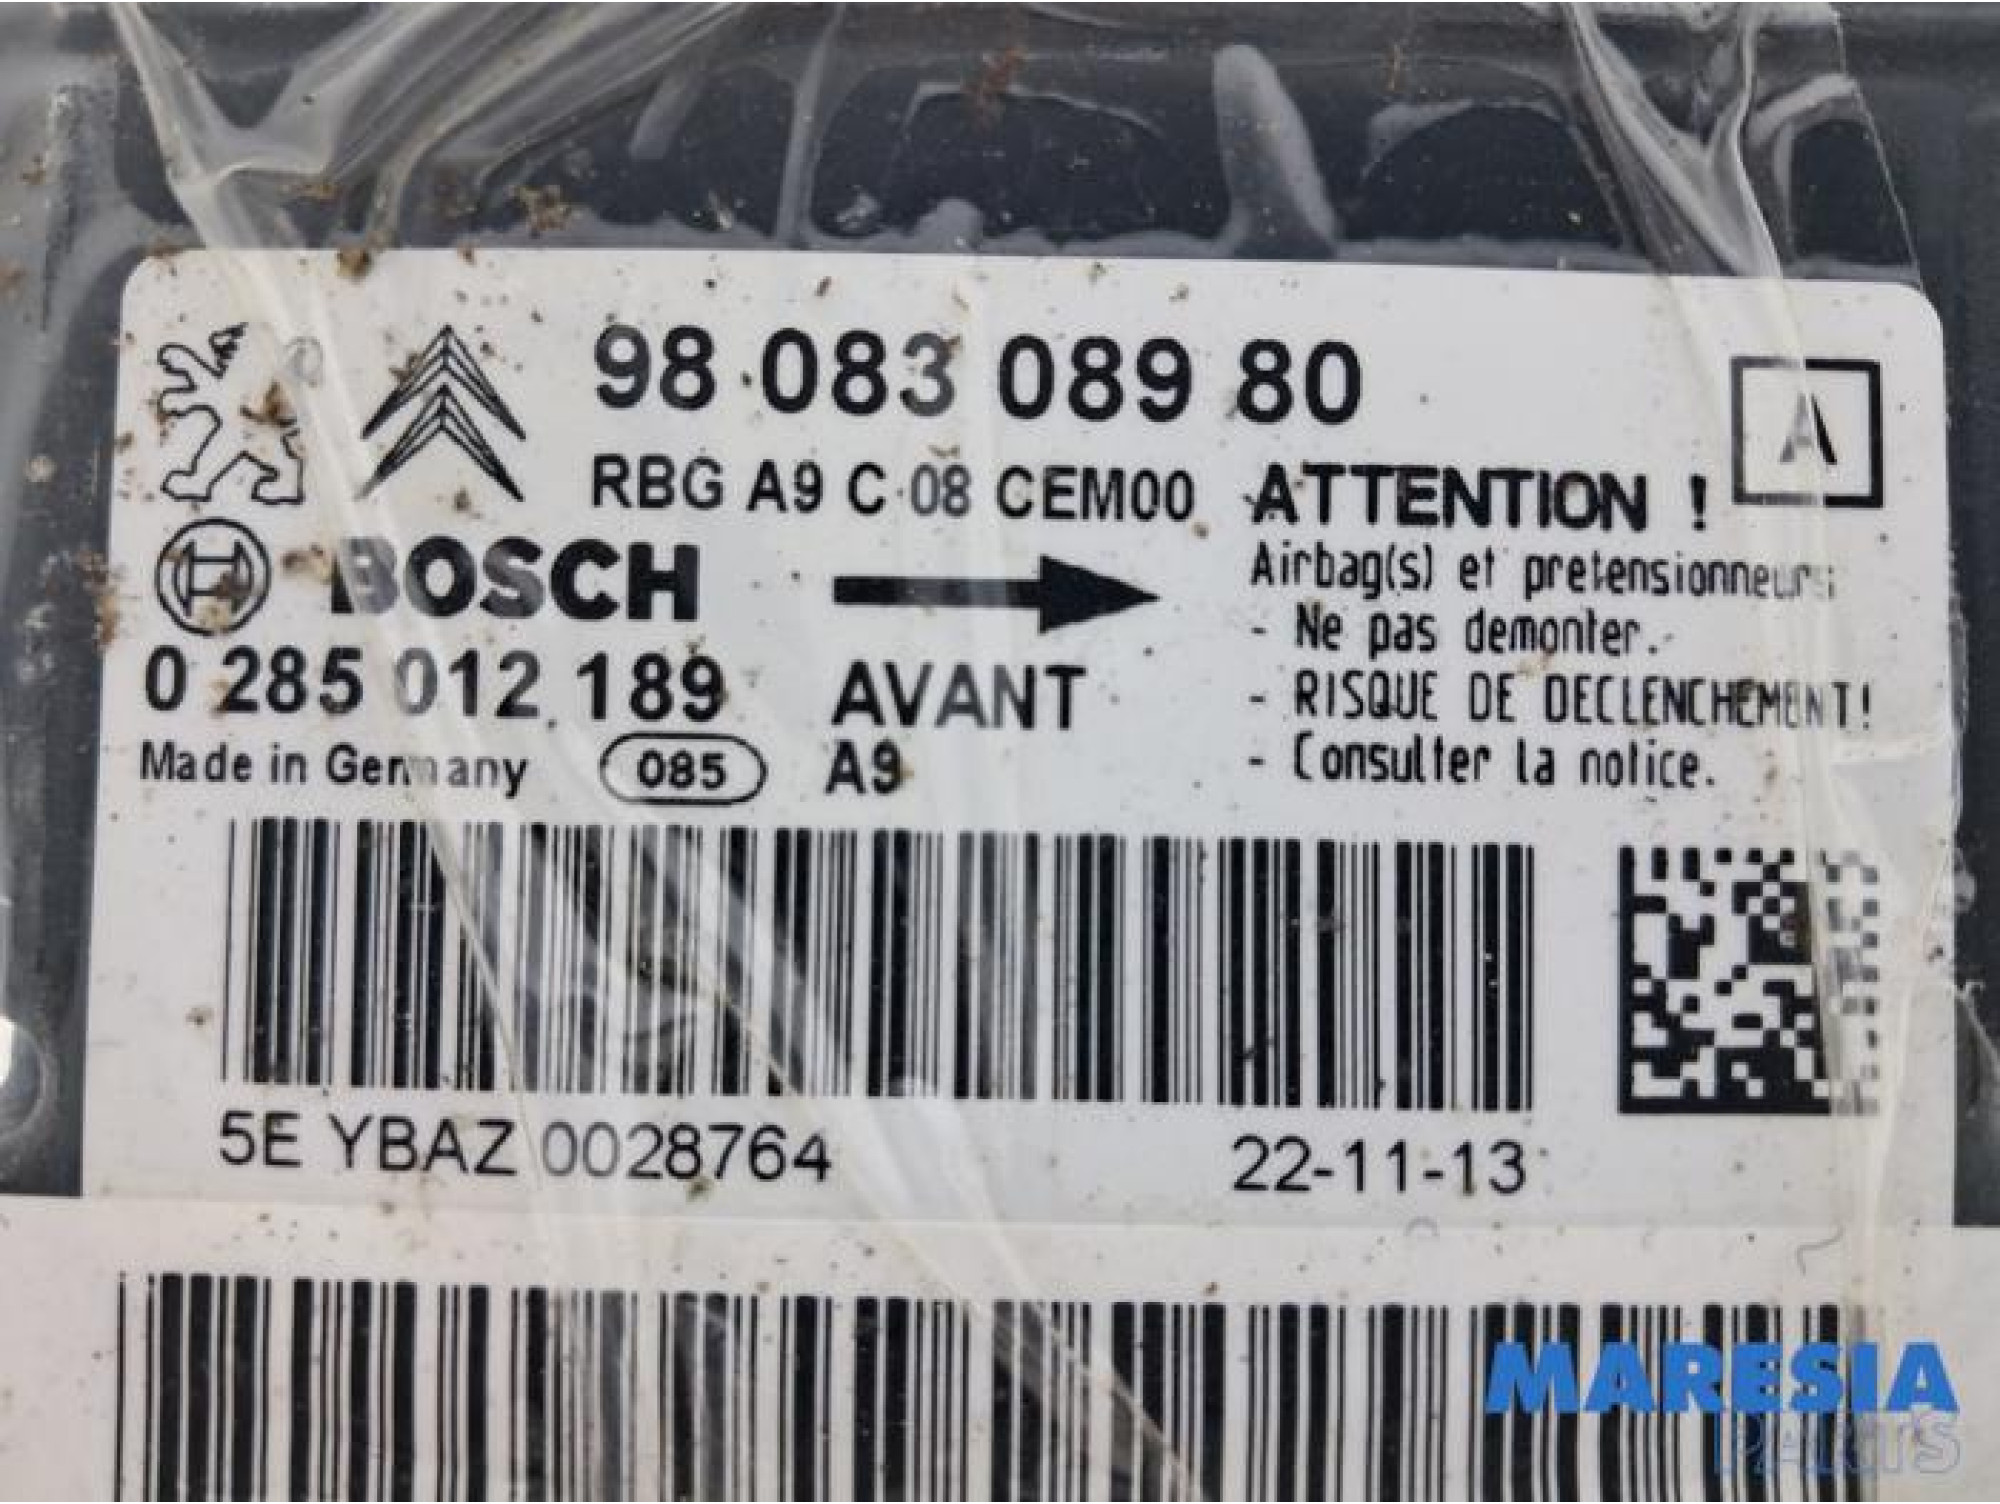 98 083 089 80
A
RBG A9 C 08 CEM00
ATTENTION !
BOSCH
Airbag(s) et pretensionneurs:
- Ne pas demonter.
0 285 012 189
AVANT
- RISQUE DE DECLENCHEMENT!
Made in Germany
085
A9
- Consulter la notice.
5E YBAZ 0028764
22-11-13
MARESIA
PARTS